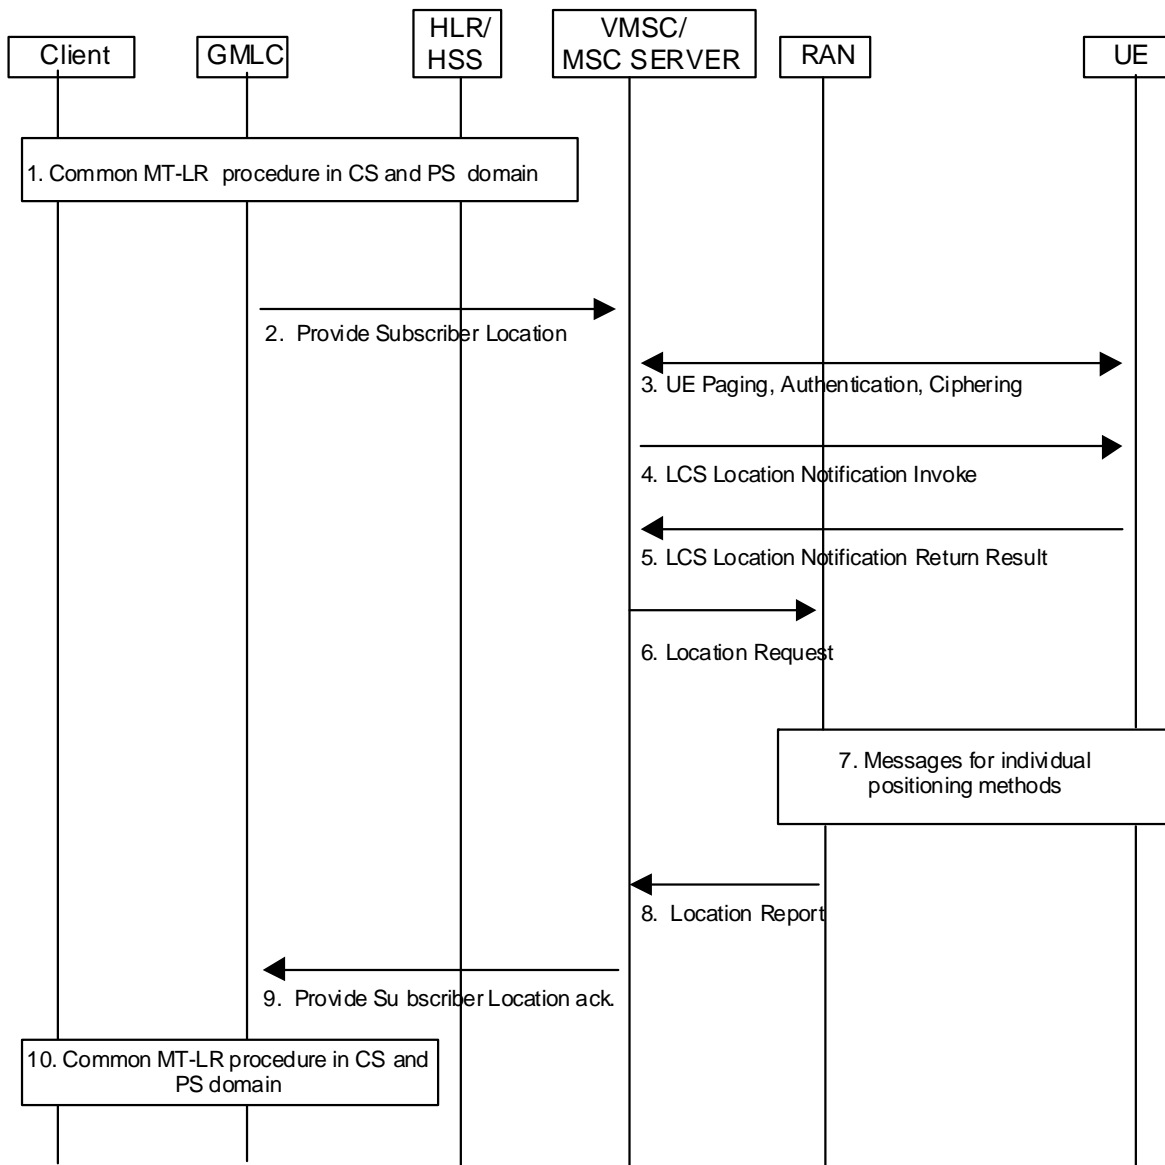 Client
GMLC
HLR/
HSS
VMSC/
MSC SERVER
RAN
UE
1. Common MT-LR procedure in CS and PS domain
2. Provide Subscriber Location
3. UE Paging, Authentication, Ciphering
4. LCS Location Notification Invoke
5. LCS Location Notification Return Result
6. Location Request
7. Messages for individual
positioning methods
8. Location Report
9. Provide Su bscriber Location ack.
10. Common MT-LR procedure in CS and
PS domain